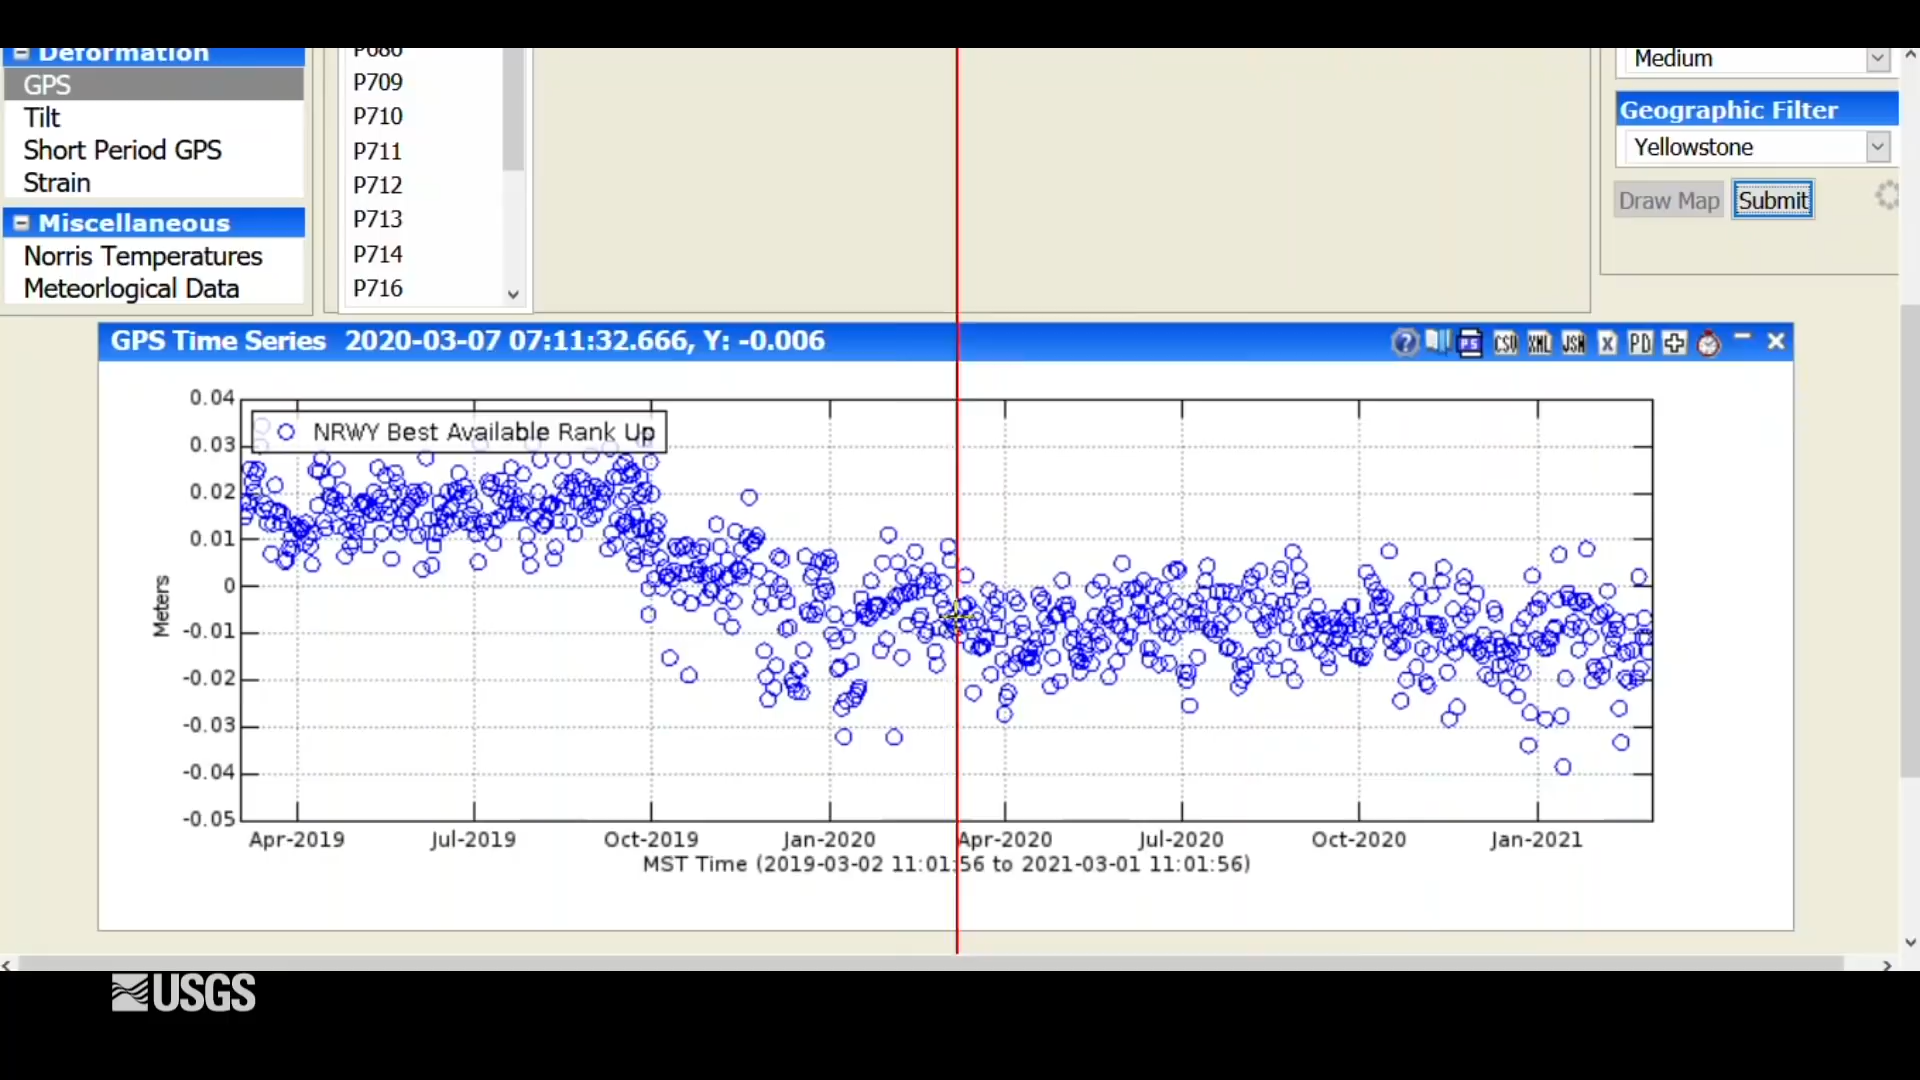 Deformation
GPS
Tilt
Short Period GPS
Strain
Miscellaneous
Norris Temperatures
Meteorlogical Data
P709
P710
P711
P712
P713
P714
P716
Medium
Geographic Filter
Yellowstone
Draw Map Submit
GPS Time Series 2020-03-07 07:11:32.666, Y: -0.006
PS CSV XML JSN X PD
NRWY Best Available Rank Up
0.04
0.03
0.02
0.01
0
-0.01
-0.02
-0.03
-0.04
-0.05
Meters
Apr-2019 Jul-2019 Oct-2019 Jan-2020 Apr-2020 Jul-2020 Oct-2020 Jan-2021
MST Time (2019-03-02 11:01:56 to 2021-03-01 11:01:56)
USGS